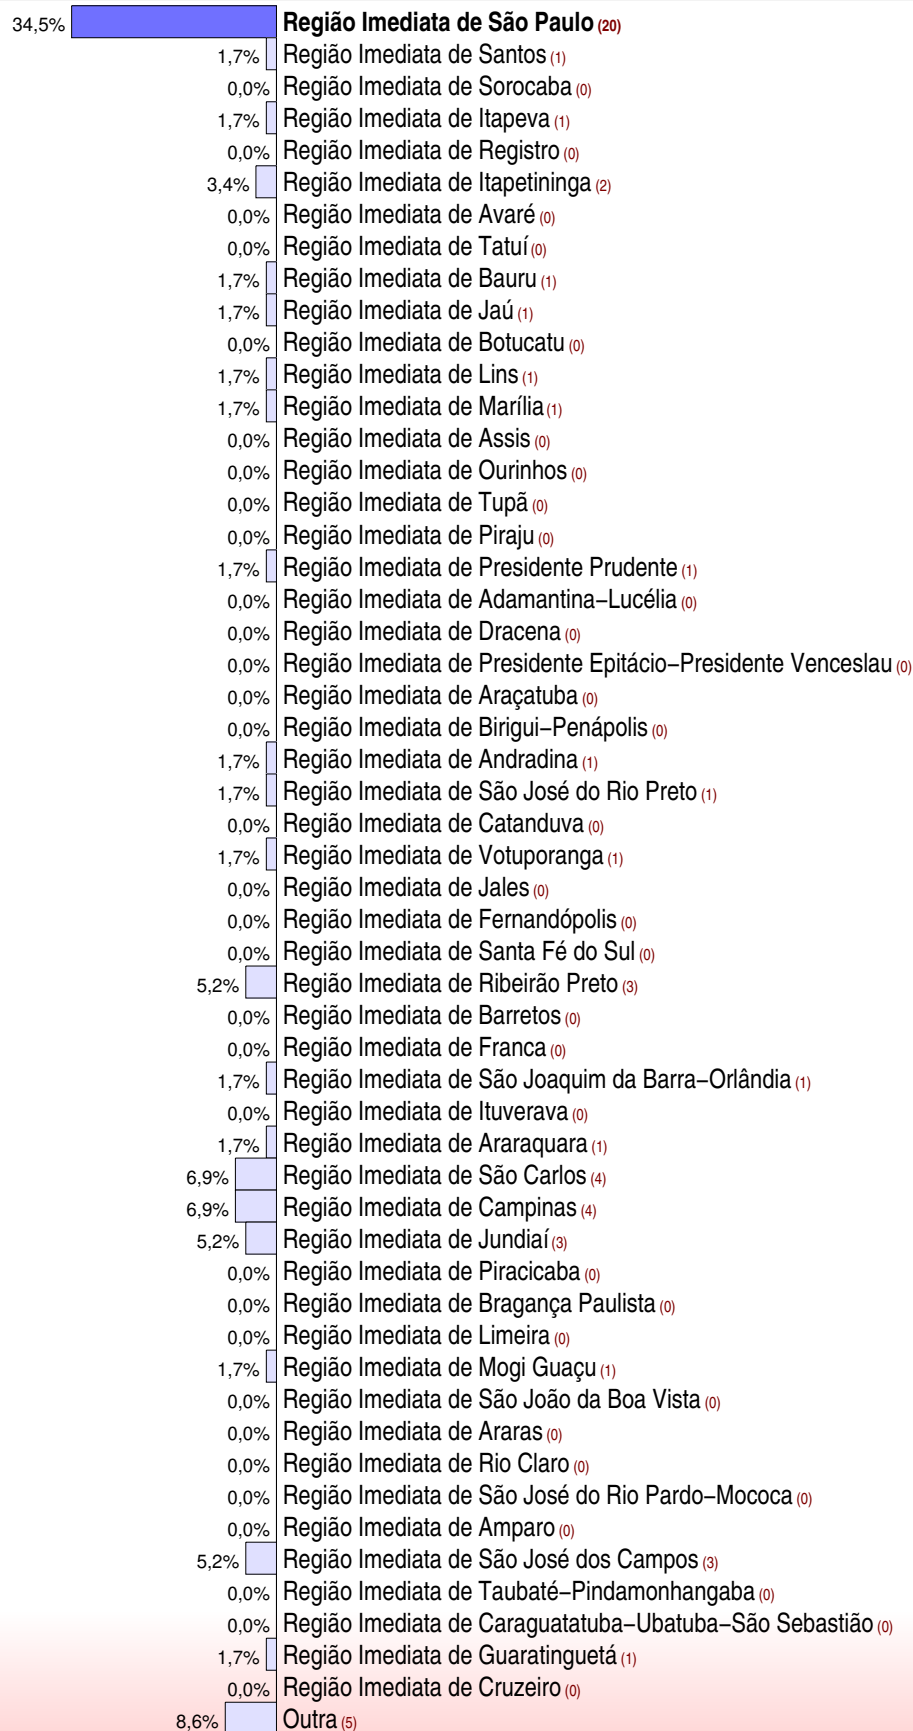 34,5% Região Imediata de São Paulo (20)
1,7% Região Imediata de Santos (1)
0,0% Região Imediata de Sorocaba (0)
1,7% Região Imediata de Itapeva (1)
0,0% Região Imediata de Registro (0)
3,4% Região Imediata de Itapetininga (2)
0,0% Região Imediata de Avaré (0)
0,0% Região Imediata de Tatuí (0)
1,7% Região Imediata de Bauru (1)
1,7% Região Imediata de Jaú (1)
0,0% Região Imediata de Botucatu (0)
1,7% Região Imediata de Lins (1)
1,7% Região Imediata de Marília (1)
0,0% Região Imediata de Assis (0)
0,0% Região Imediata de Ourinhos (0)
0,0% Região Imediata de Tupã (0)
0,0% Região Imediata de Piraju (0)
1,7% Região Imediata de Presidente Prudente (1)
0,0% Região Imediata de Adamantina−Lucélia (0)
0,0% Região Imediata de Dracena (0)
0,0% Região Imediata de Presidente Epitácio−Presidente Venceslau (0)
0,0% Região Imediata de Araçatuba (0)
0,0% Região Imediata de Birigui−Penápolis (0)
1,7% Região Imediata de Andradina (1)
1,7% Região Imediata de São José do Rio Preto (1)
0,0% Região Imediata de Catanduva (0)
1,7% Região Imediata de Votuporanga (1)
0,0% Região Imediata de Jales (0)
0,0% Região Imediata de Fernandópolis (0)
0,0% Região Imediata de Santa Fé do Sul (0)
5,2% Região Imediata de Ribeirão Preto (3)
0,0% Região Imediata de Barretos (0)
0,0% Região Imediata de Franca (0)
1,7% Região Imediata de São Joaquim da Barra−Orlândia (1)
0,0% Região Imediata de Ituverava (0)
1,7% Região Imediata de Araraquara (1)
6,9% Região Imediata de São Carlos (4)
6,9% Região Imediata de Campinas (4)
5,2% Região Imediata de Jundiaí (3)
0,0% Região Imediata de Piracicaba (0)
0,0% Região Imediata de Bragança Paulista (0)
0,0% Região Imediata de Limeira (0)
1,7% Região Imediata de Mogi Guaçu (1)
0,0% Região Imediata de São João da Boa Vista (0)
0,0% Região Imediata de Araras (0)
0,0% Região Imediata de Rio Claro (0)
0,0% Região Imediata de São José do Rio Pardo−Mococa (0)
0,0% Região Imediata de Amparo (0)
5,2% Região Imediata de São José dos Campos (3)
0,0% Região Imediata de Taubaté−Pindamonhangaba (0)
0,0% Região Imediata de Caraguatatuba−Ubatuba−São Sebastião (0)
1,7% Região Imediata de Guaratinguetá (1)
0,0% Região Imediata de Cruzeiro (0)
8,6% Outra (5)